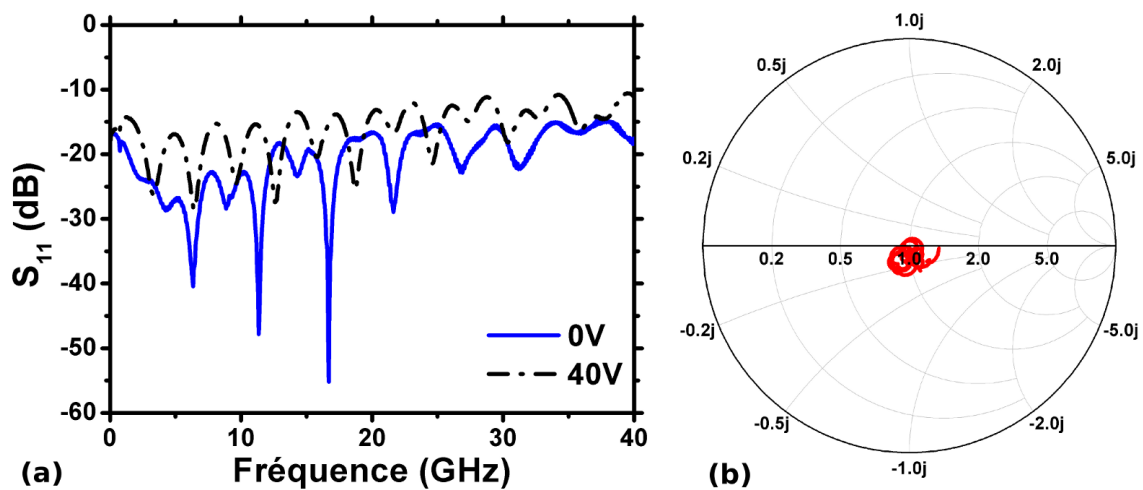 0
-10
-20
-30
-40
-50
-60
S11 (dB)
0V
40V
0 10 20 30 40
Fréquence (GHz)
(a)
1.0j
0.5j 2.0j
0.2j 5.0j
0.2 0.5 1.0 2.0 5.0
-0.2j -5.0j
-0.5j -2.0j
-1.0j
(b)